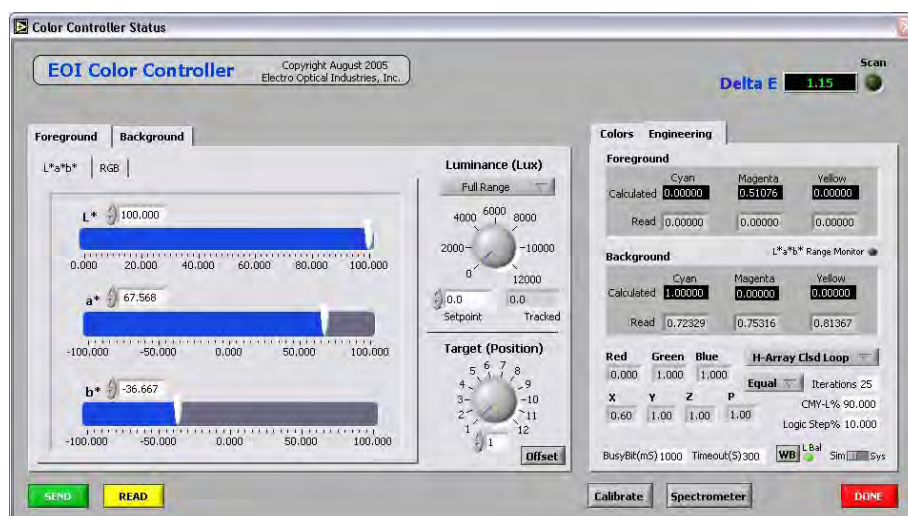 Color Controller Status
EOI Color Controller
Copyright August 2005
Electro Optical Industries, Inc.
Scan
Delta E 1.15
Foreground Background
L*a*b* RGB
L* 100.000
0.000 20.000 40.000 60.000 80.000 100.000
a* 67.568
-100.000 -50.000 0.000 50.000 100.000
b* -36.667
-100.000 -50.000 0.000 50.000 100.000
Luminance (Lux)
Full Range
0 2000 4000 6000 8000 10000 12000
0.0 0.0
Setpoint Tracked
Target (Position)
1 2 3 4 5 6 7 8 9 10 11 12
1
Offset
Colors Engineering
Foreground
Cyan Magenta Yellow
Calculated 0.00000 0.51076 0.00000
Read 0.00000 0.00000 0.00000
L*a*b* Range Monitor
Background
Cyan Magenta Yellow
Calculated 1.00000 0.00000 0.00000
Read 0.72329 0.75316 0.81367
Red Green Blue
0.000 1.000 1.000
H-Array Clsd Loop
Equal Iterations 25
X Y Z P
0.60 1.00 1.00 1.00
CMY-L% 90.000
Logic Step% 10.000
BusyBit(mS) 1000 Timeout(S) 300 WB L Bal Sim Sys
SEND READ Calibrate Spectrometer DONE